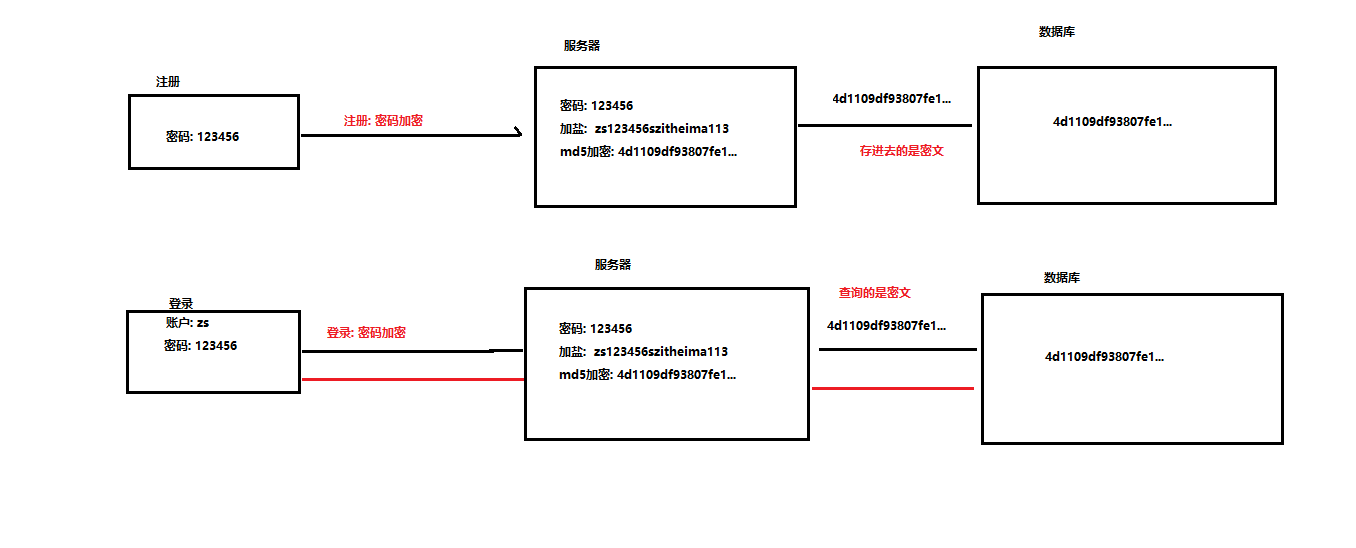 注册
密码: 123456
注册: 密码加密
服务器
密码: 123456
加盐: zs123456szitheima113
md5加密: 4d1109df93807fe1...
4d1109df93807fe1...
存进去的是密文
数据库
4d1109df93807fe1...
登录
账户: zs
密码: 123456
登录: 密码加密
服务器
密码: 123456
加盐: zs123456szitheima113
md5加密: 4d1109df93807fe1...
查询的是密文
4d1109df93807fe1...
数据库
4d1109df93807fe1...